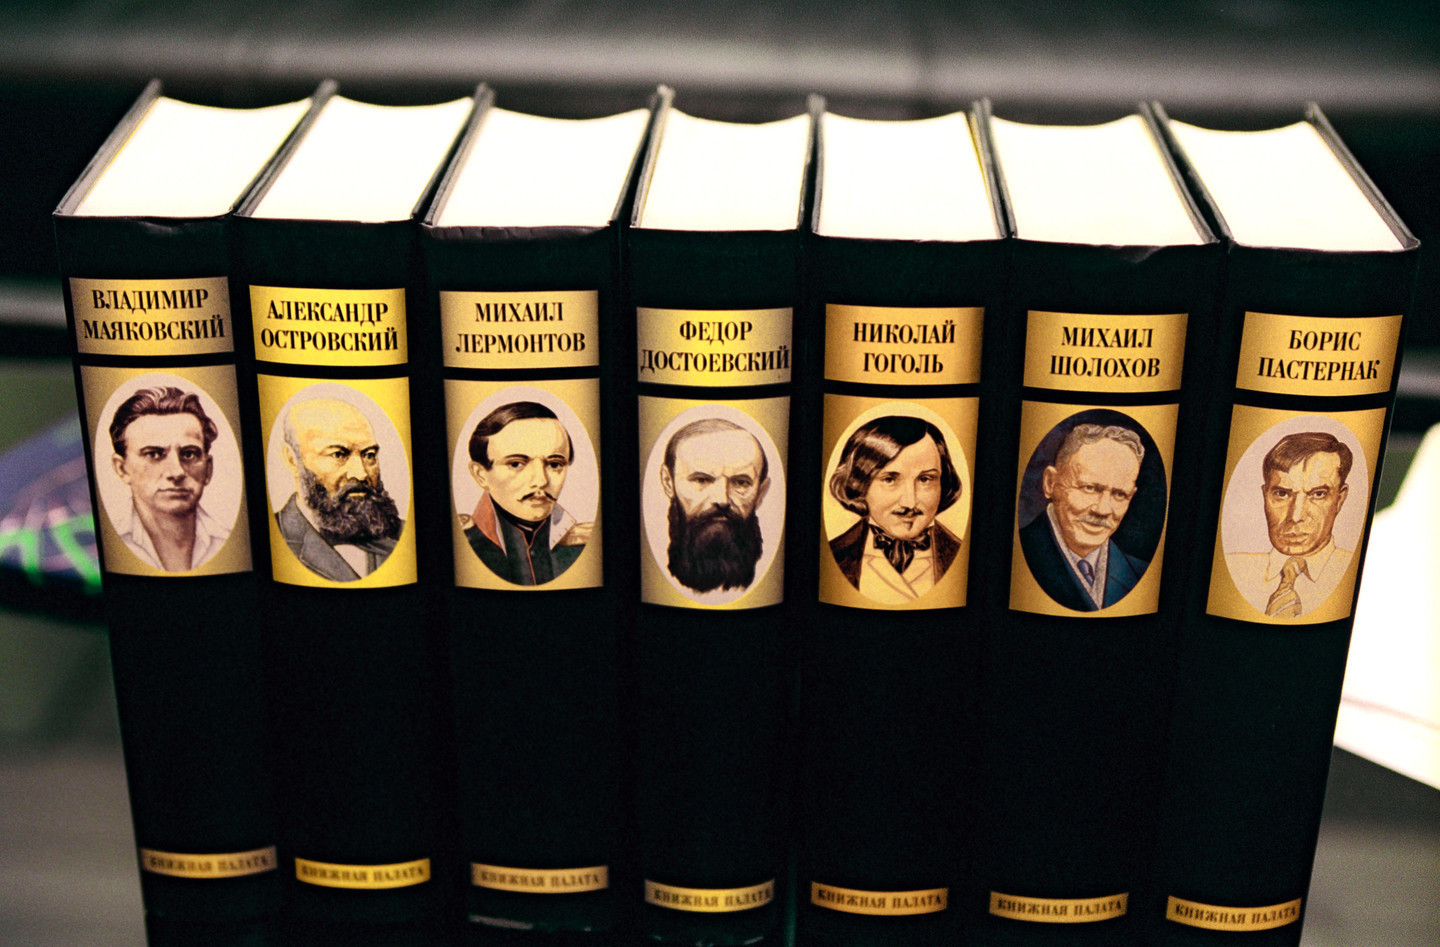 ВЛАДИМИР
МАЯКОВСКИЙ
КНИЖНАЯ ПАЛАТА
АЛЕКСАНДР
ОСТРОВСКИЙ
КНИЖНАЯ ПАЛАТА
МИХАИЛ
ЛЕРМОНТОВ
КНИЖНАЯ ПАЛАТА
ФЕДОР
ДОСТОЕВСКИЙ
КНИЖНАЯ ПАЛАТА
НИКОЛАЙ
ГОГОЛЬ
КНИЖНАЯ ПАЛАТА
МИХАИЛ
ШОЛОХОВ
КНИЖНАЯ ПАЛАТА
БОРИС
ПАСТЕРНАК
КНИЖНАЯ ПАЛАТА